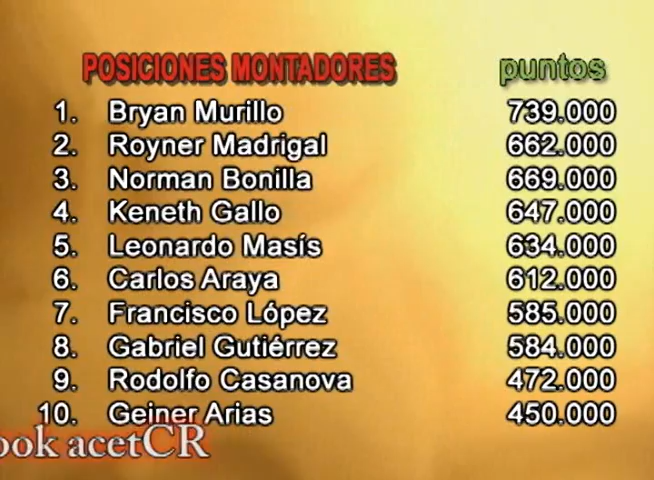 POSICIONES MONTADORES puntos
1. Bryan Murillo 739.000
2. Royner Madrigal 662.000
3. Norman Bonilla 669.000
4. Keneth Gallo 647.000
5. Leonardo Masís 634.000
6. Carlos Araya 612.000
7. Francisco López 585.000
8. Gabriel Gutiérrez 584.000
9. Rodolfo Casanova 472.000
10. Geiner Arias 450.000
ook acetCR